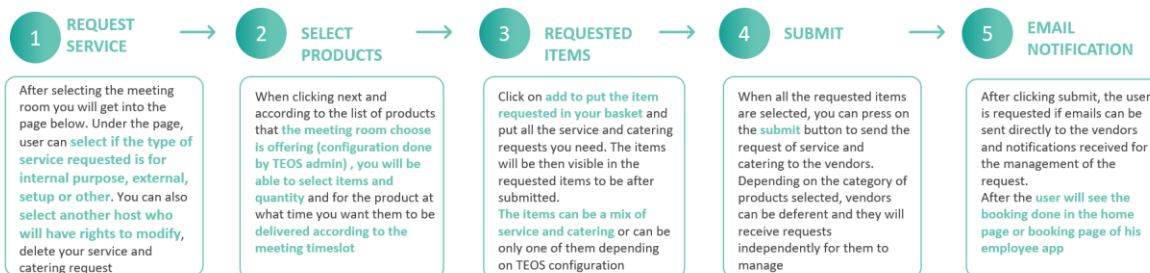 1
REQUEST
SERVICE
After selecting the meeting
room you will get into the
page below. Under the page,
user can select if the type of
service requested is for
internal purpose, external,
setup or other. You can also
select another host who
will have rights to modify,
delete your service and
catering request
2
SELECT
PRODUCTS
When clicking next and
according to the list of products
that the meeting room choose
is offering (configuration done
by TEOS admin) , you will be
able to select items and
quantity and for the product at
what time you want them to be
delivered according to the
meeting timeslot
3
REQUESTED
ITEMS
Click on add to put the item
requested in your basket and
put all the service and catering
requests you need. The items
will be then visible in the
requested items to be after
submitted.
The items can be a mix of
service and catering or can be
only one of them depending
on TEOS configuration
4
SUBMIT
When all the requested items
are selected, you can press on
the submit button to send the
request of service and
catering to the vendors.
Depending on the category of
products selected, vendors
can be deferent and they will
receive requests
independently for them to
manage
5
EMAIL
NOTIFICATION
After clicking submit, the user
is requested if emails can be
sent directly to the vendors
and notifications received for
the management of the
request.
After the user will see the
booking done in the home
page or booking page of his
employee app